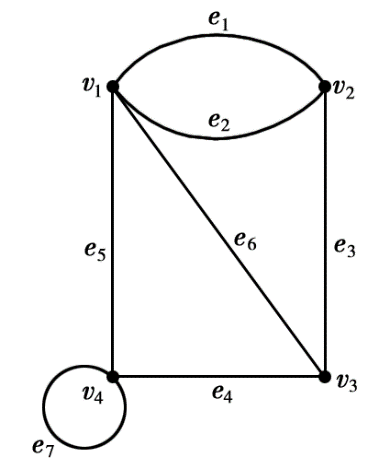 e₁
v₁ v₂
e₂
e₅ e₆ e₃
v₄ e₄ v₃
e₇